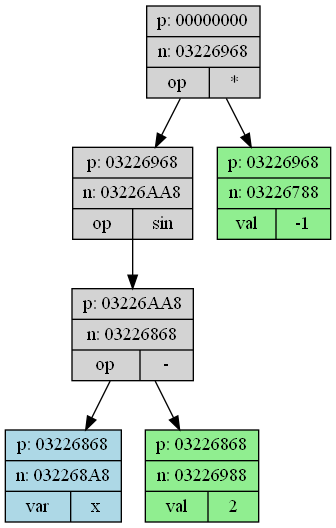 p: 00000000
n: 03226968
op *
p: 03226968
n: 03226AA8
op sin
p: 03226968
n: 03226788
val -1
p: 03226AA8
n: 03226868
op -
p: 03226868
n: 032268A8
var x
p: 03226868
n: 03226988
val 2